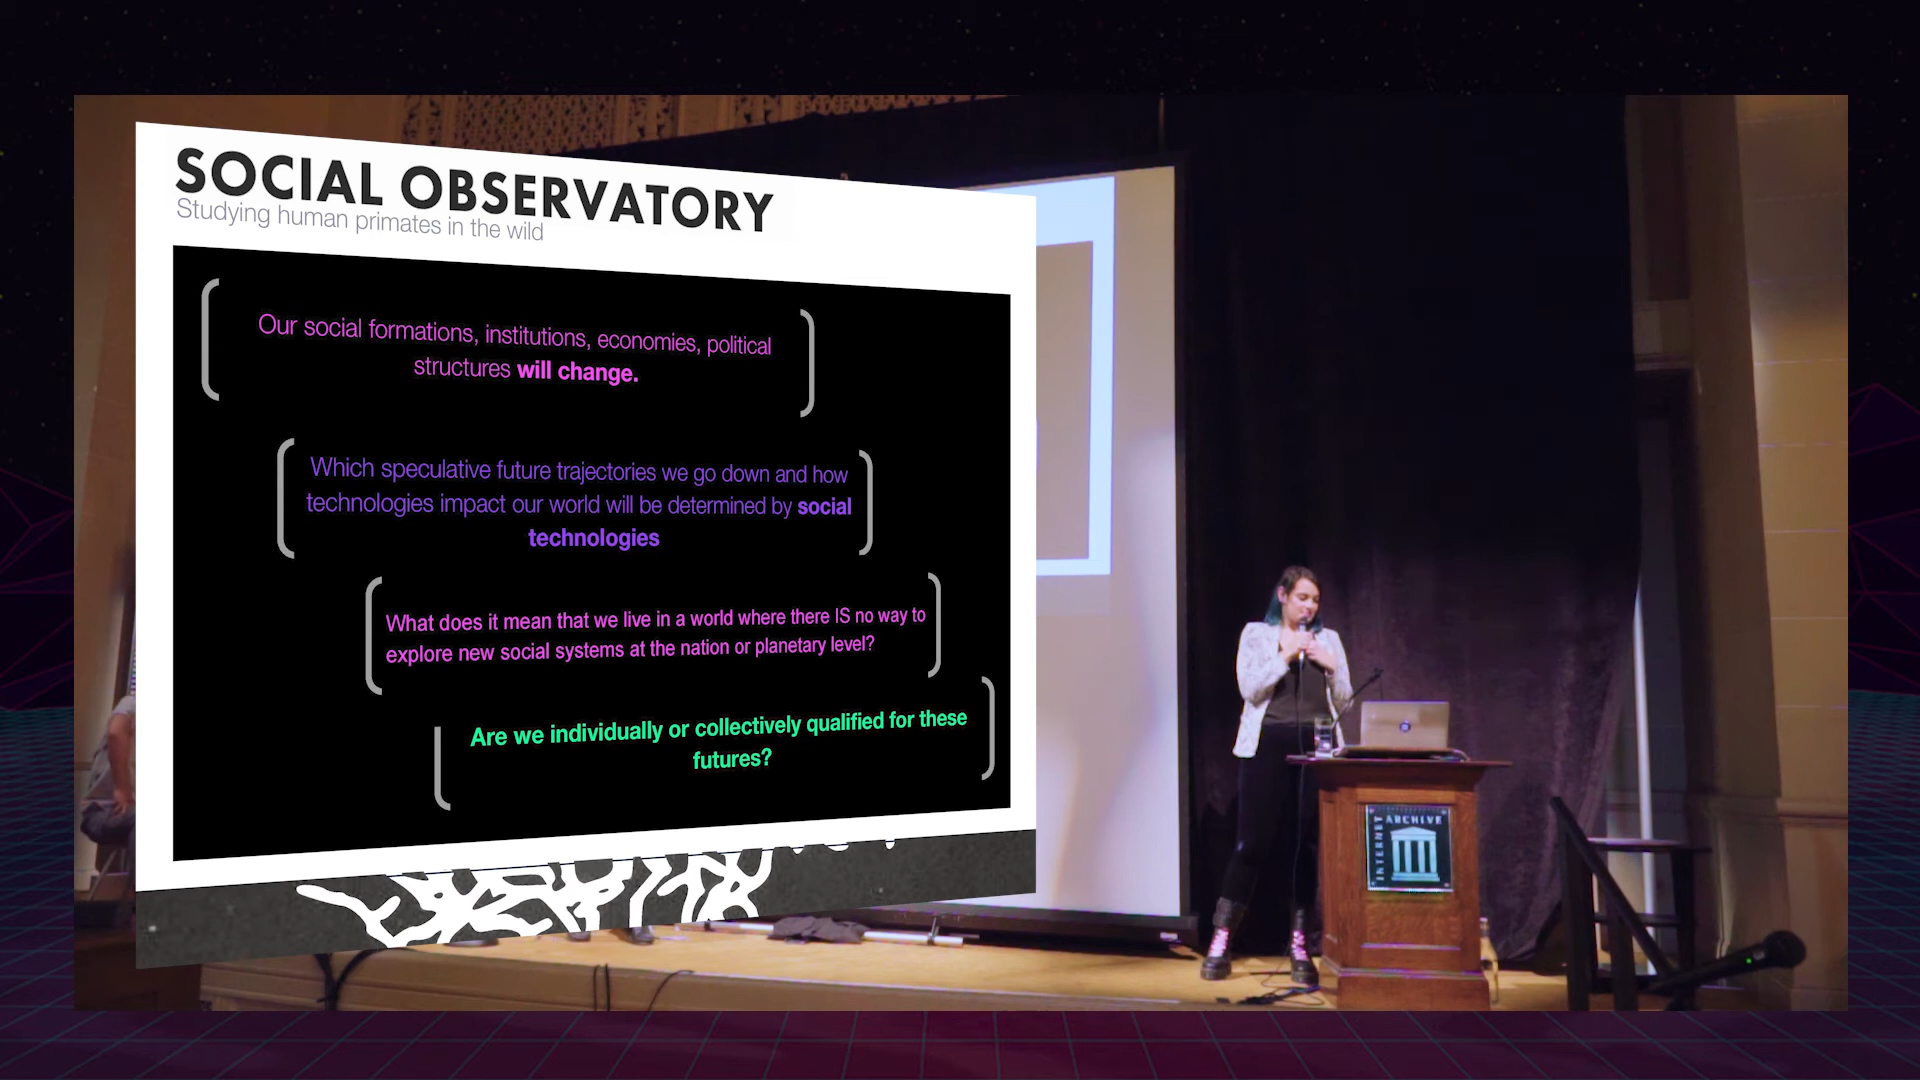 SOCIAL OBSERVATORY
Studying human primates in the wild
Our social formations, institutions, economies, political
structures will change.
Which speculative future trajectories we go down and how
technologies impact our world will be determined by social
technologies
What does it mean that we live in a world where there IS no way to
explore new social systems at the nation or planetary level?
Are we individually or collectively qualified for these
futures?
INTERNET
ARCHIVE